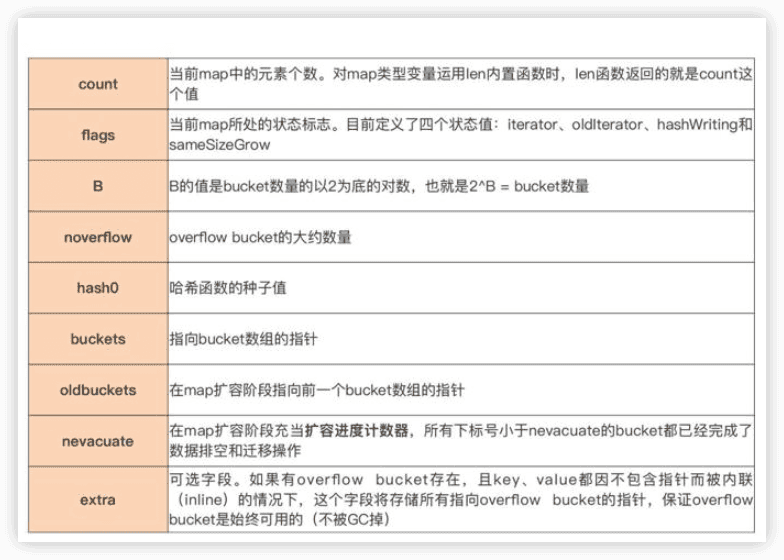 count
当前map中的元素个数。对map类型变量运用len内置函数时，len函数返回的就是count这
个值
flags
当前map所处的状态标志。目前定义了四个状态值：iterator、oldIterator、hashWriting和
sameSizeGrow
B
B的值是bucket数量的以2为底的对数，也就是2^B = bucket数量
noverflow
overflow bucket的大约数量
hash0
哈希函数的种子值
buckets
指向bucket数组的指针
oldbuckets
在map扩容阶段指向前一个bucket数组的指针
nevacuate
在map扩容阶段充当扩容进度计数器，所有下标号小于nevacuate的bucket都已经完成了
数据排空和迁移操作
extra
可选字段。如果有overflow bucket存在，且key、value都因不包含指针而被内联
（inline）的情况下，这个字段将存储所有指向overflow bucket的指针，保证overflow
bucket是始终可用的（不被GC掉）